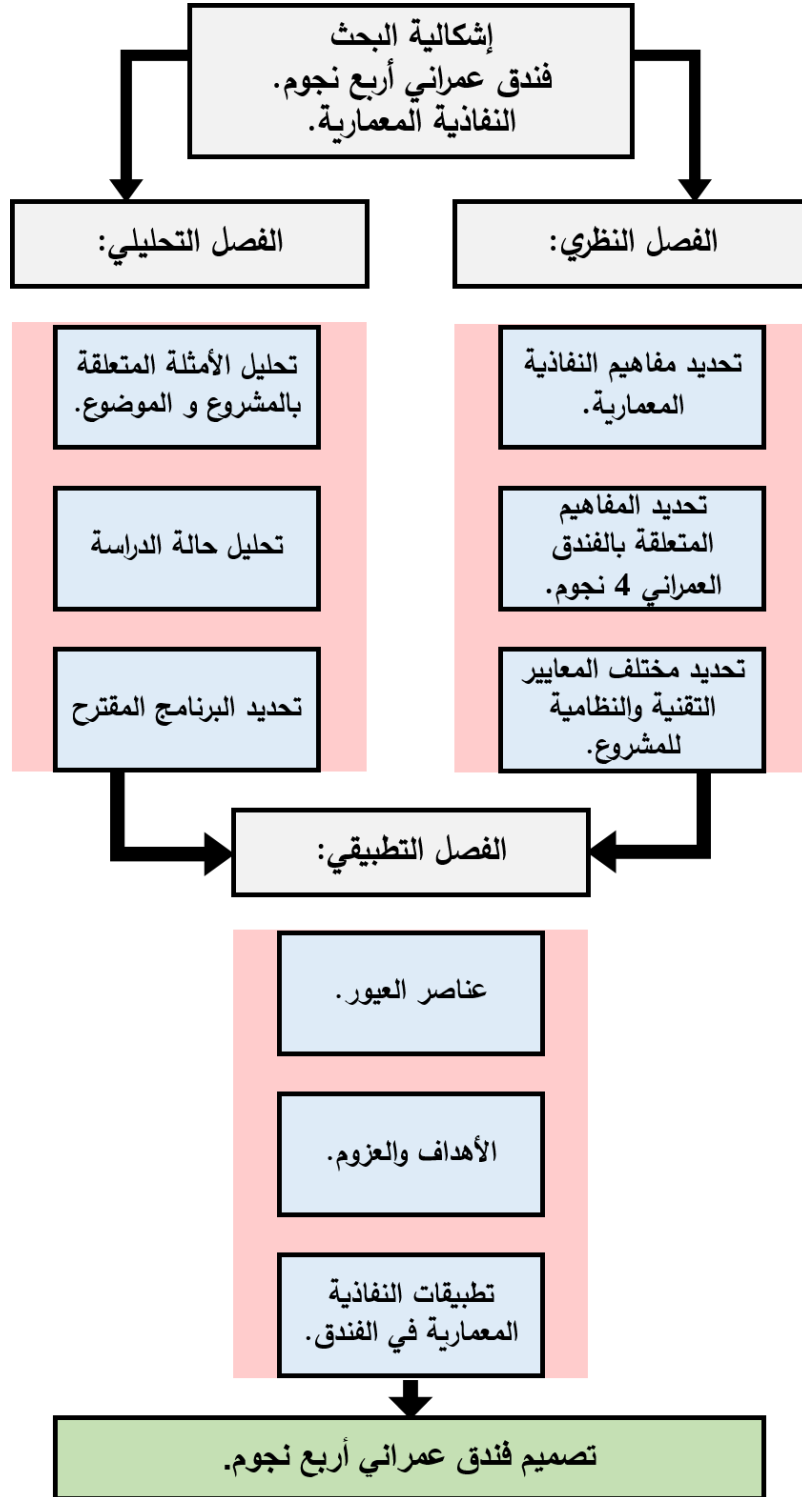 إشكالية البحث
فندق عمراني أربع نجوم.
النفاذية المعمارية.
الفصل النظري:
تحديد مفاهيم النفاذية
المعمارية.
تحديد المفاهيم
المتعلقة بالفندق
العمراني 4 نجوم.
تحديد مختلف المعايير
التقنية والنظامية
للمشروع.
الفصل التحليلي:
تحليل الأمثلة المتعلقة
بالمشروع و الموضوع.
تحليل حالة الدراسة
تحديد البرنامج المقترح
الفصل التطبيقي:
عناصر العيور.
الأهداف والعزوم.
تطبيقات النفاذية
المعمارية في الفندق.
تصميم فندق عمراني أربع نجوم.